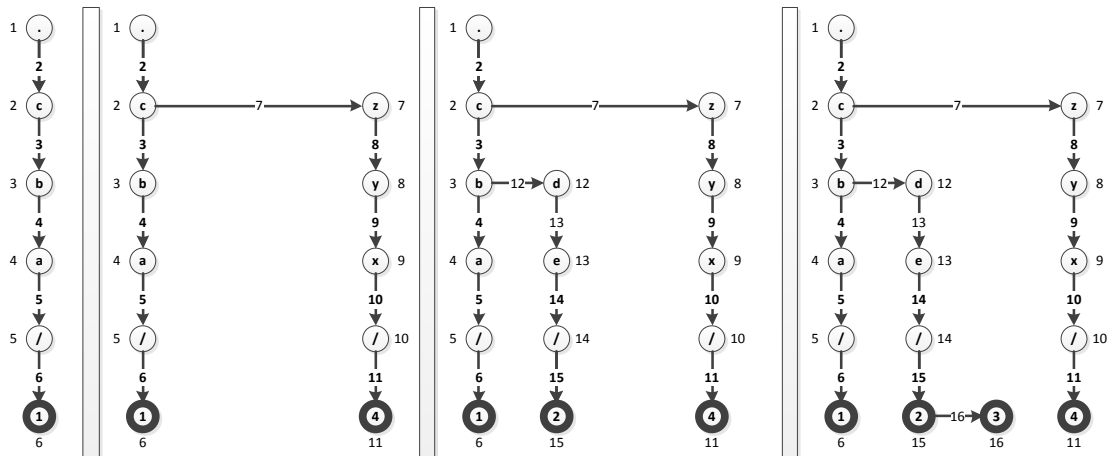 1 . 1 . 1 . 1 .
2 2 2 2
2 c 2 c 7 z 7 2 c 7 z 7 2 c 7 z 7
3 3 8 3 8 3 8
3 b 3 b y 8 3 b 12 d 12 y 8 3 b 12 d 12 y 8
4 4 9 4 13 9 4 13 9
4 a 4 a x 9 4 a e 13 x 9 4 a e 13 x 9
5 5 10 5 14 10 5 14 10
5 / 5 / / 10 5 / / 14 / 10 5 / / 14 / 10
6 6 11 6 15 11 6 15 11
1 1 4 1 2 4 1 2 16 3 4
6 6 11 6 15 11 6 15 16 11